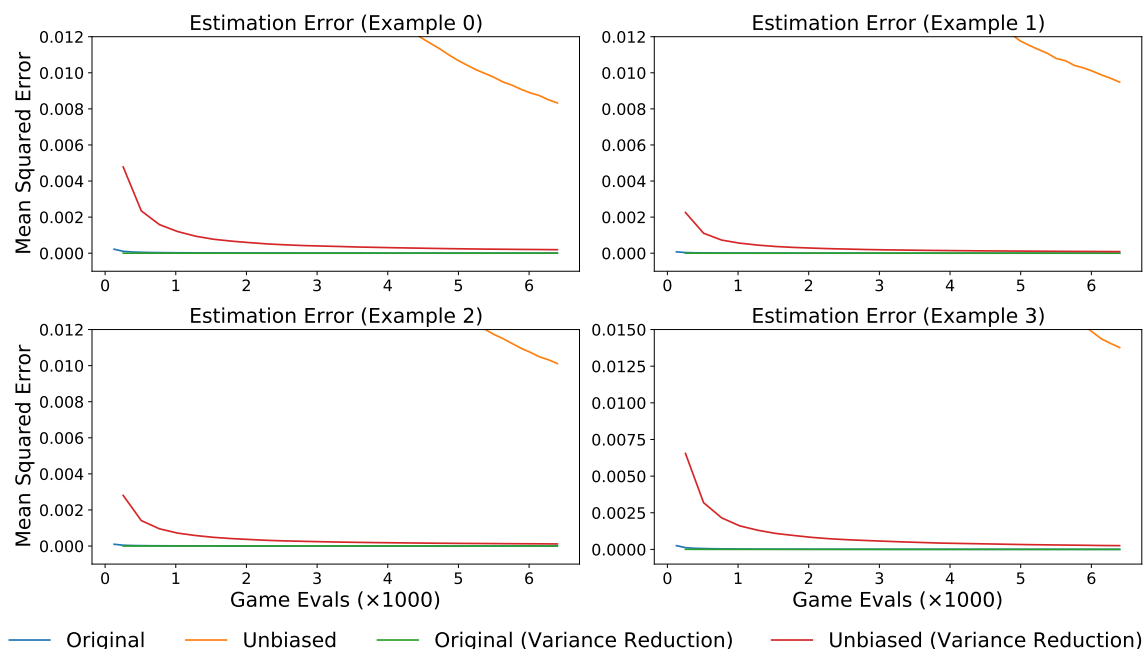 Estimation Error (Example 0)
Mean Squared Error
0.012
0.010
0.008
0.006
0.004
0.002
0.000
0 1 2 3 4 5 6
Estimation Error (Example 1)
0.012
0.010
0.008
0.006
0.004
0.002
0.000
0 1 2 3 4 5 6
Estimation Error (Example 2)
Mean Squared Error
0.012
0.010
0.008
0.006
0.004
0.002
0.000
0 1 2 3 4 5 6
Game Evals (×1000)
Estimation Error (Example 3)
0.0150
0.0125
0.0100
0.0075
0.0050
0.0025
0.0000
0 1 2 3 4 5 6
Game Evals (×1000)
Original Unbiased Original (Variance Reduction) Unbiased (Variance Reduction)